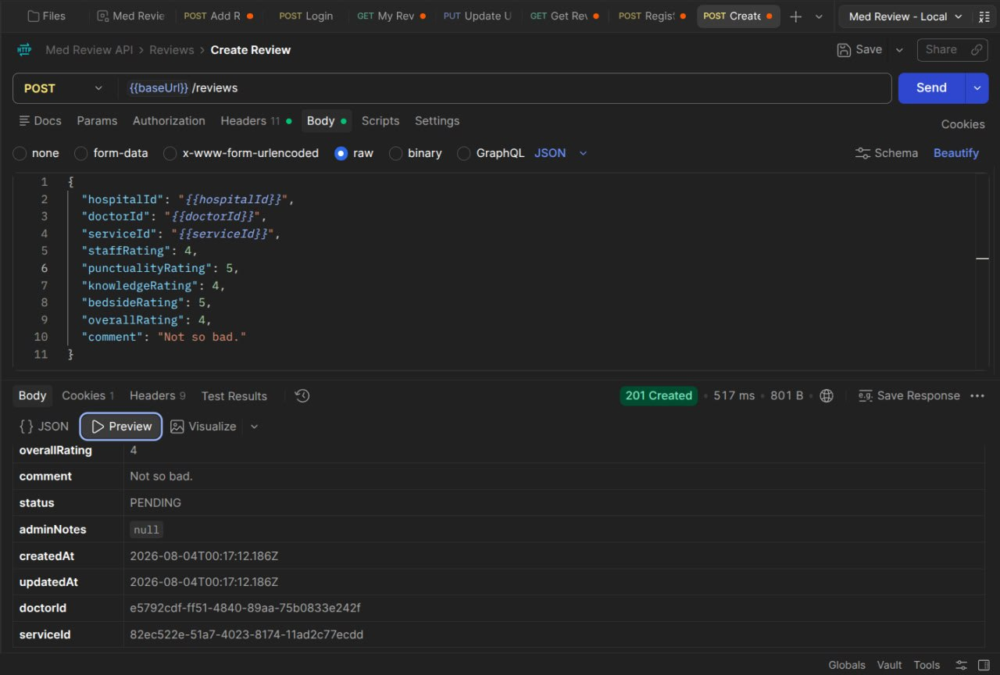 Files Med Revie POST Add R POST Login GET My Rev PUT Update U GET Get Rev POST Regis POST Create Med Review - Local
HTTP Med Review API > Reviews > Create Review Save Share
POST {{baseUrl}} /reviews Send
Docs Params Authorization Headers 11 Body Scripts Settings Cookies
none form-data x-www-form-urlencoded raw binary GraphQL JSON Schema Beautify
1 {
2 "hospitalId": "{{hospitalId}}",
3 "doctorId": "{{doctorId}}",
4 "serviceId": "{{serviceId}}",
5 "staffRating": 4,
6 "punctualityRating": 5,
7 "knowledgeRating": 4,
8 "bedsideRating": 5,
9 "overallRating": 4,
10 "comment": "Not so bad."
11 }
Body Cookies 1 Headers 9 Test Results 201 Created • 517 ms • 801 B • e.g. Save Response
{} JSON Preview Visualize
overallRating 4
comment Not so bad.
status PENDING
adminNotes null
createdAt 2026-08-04T00:17:12.186Z
updatedAt 2026-08-04T00:17:12.186Z
doctorId e5792cdf-ff51-4840-89aa-75b0833e242f
serviceId 82ec522e-51a7-4023-8174-11ad2c77ecdd
Globals Vault Tools